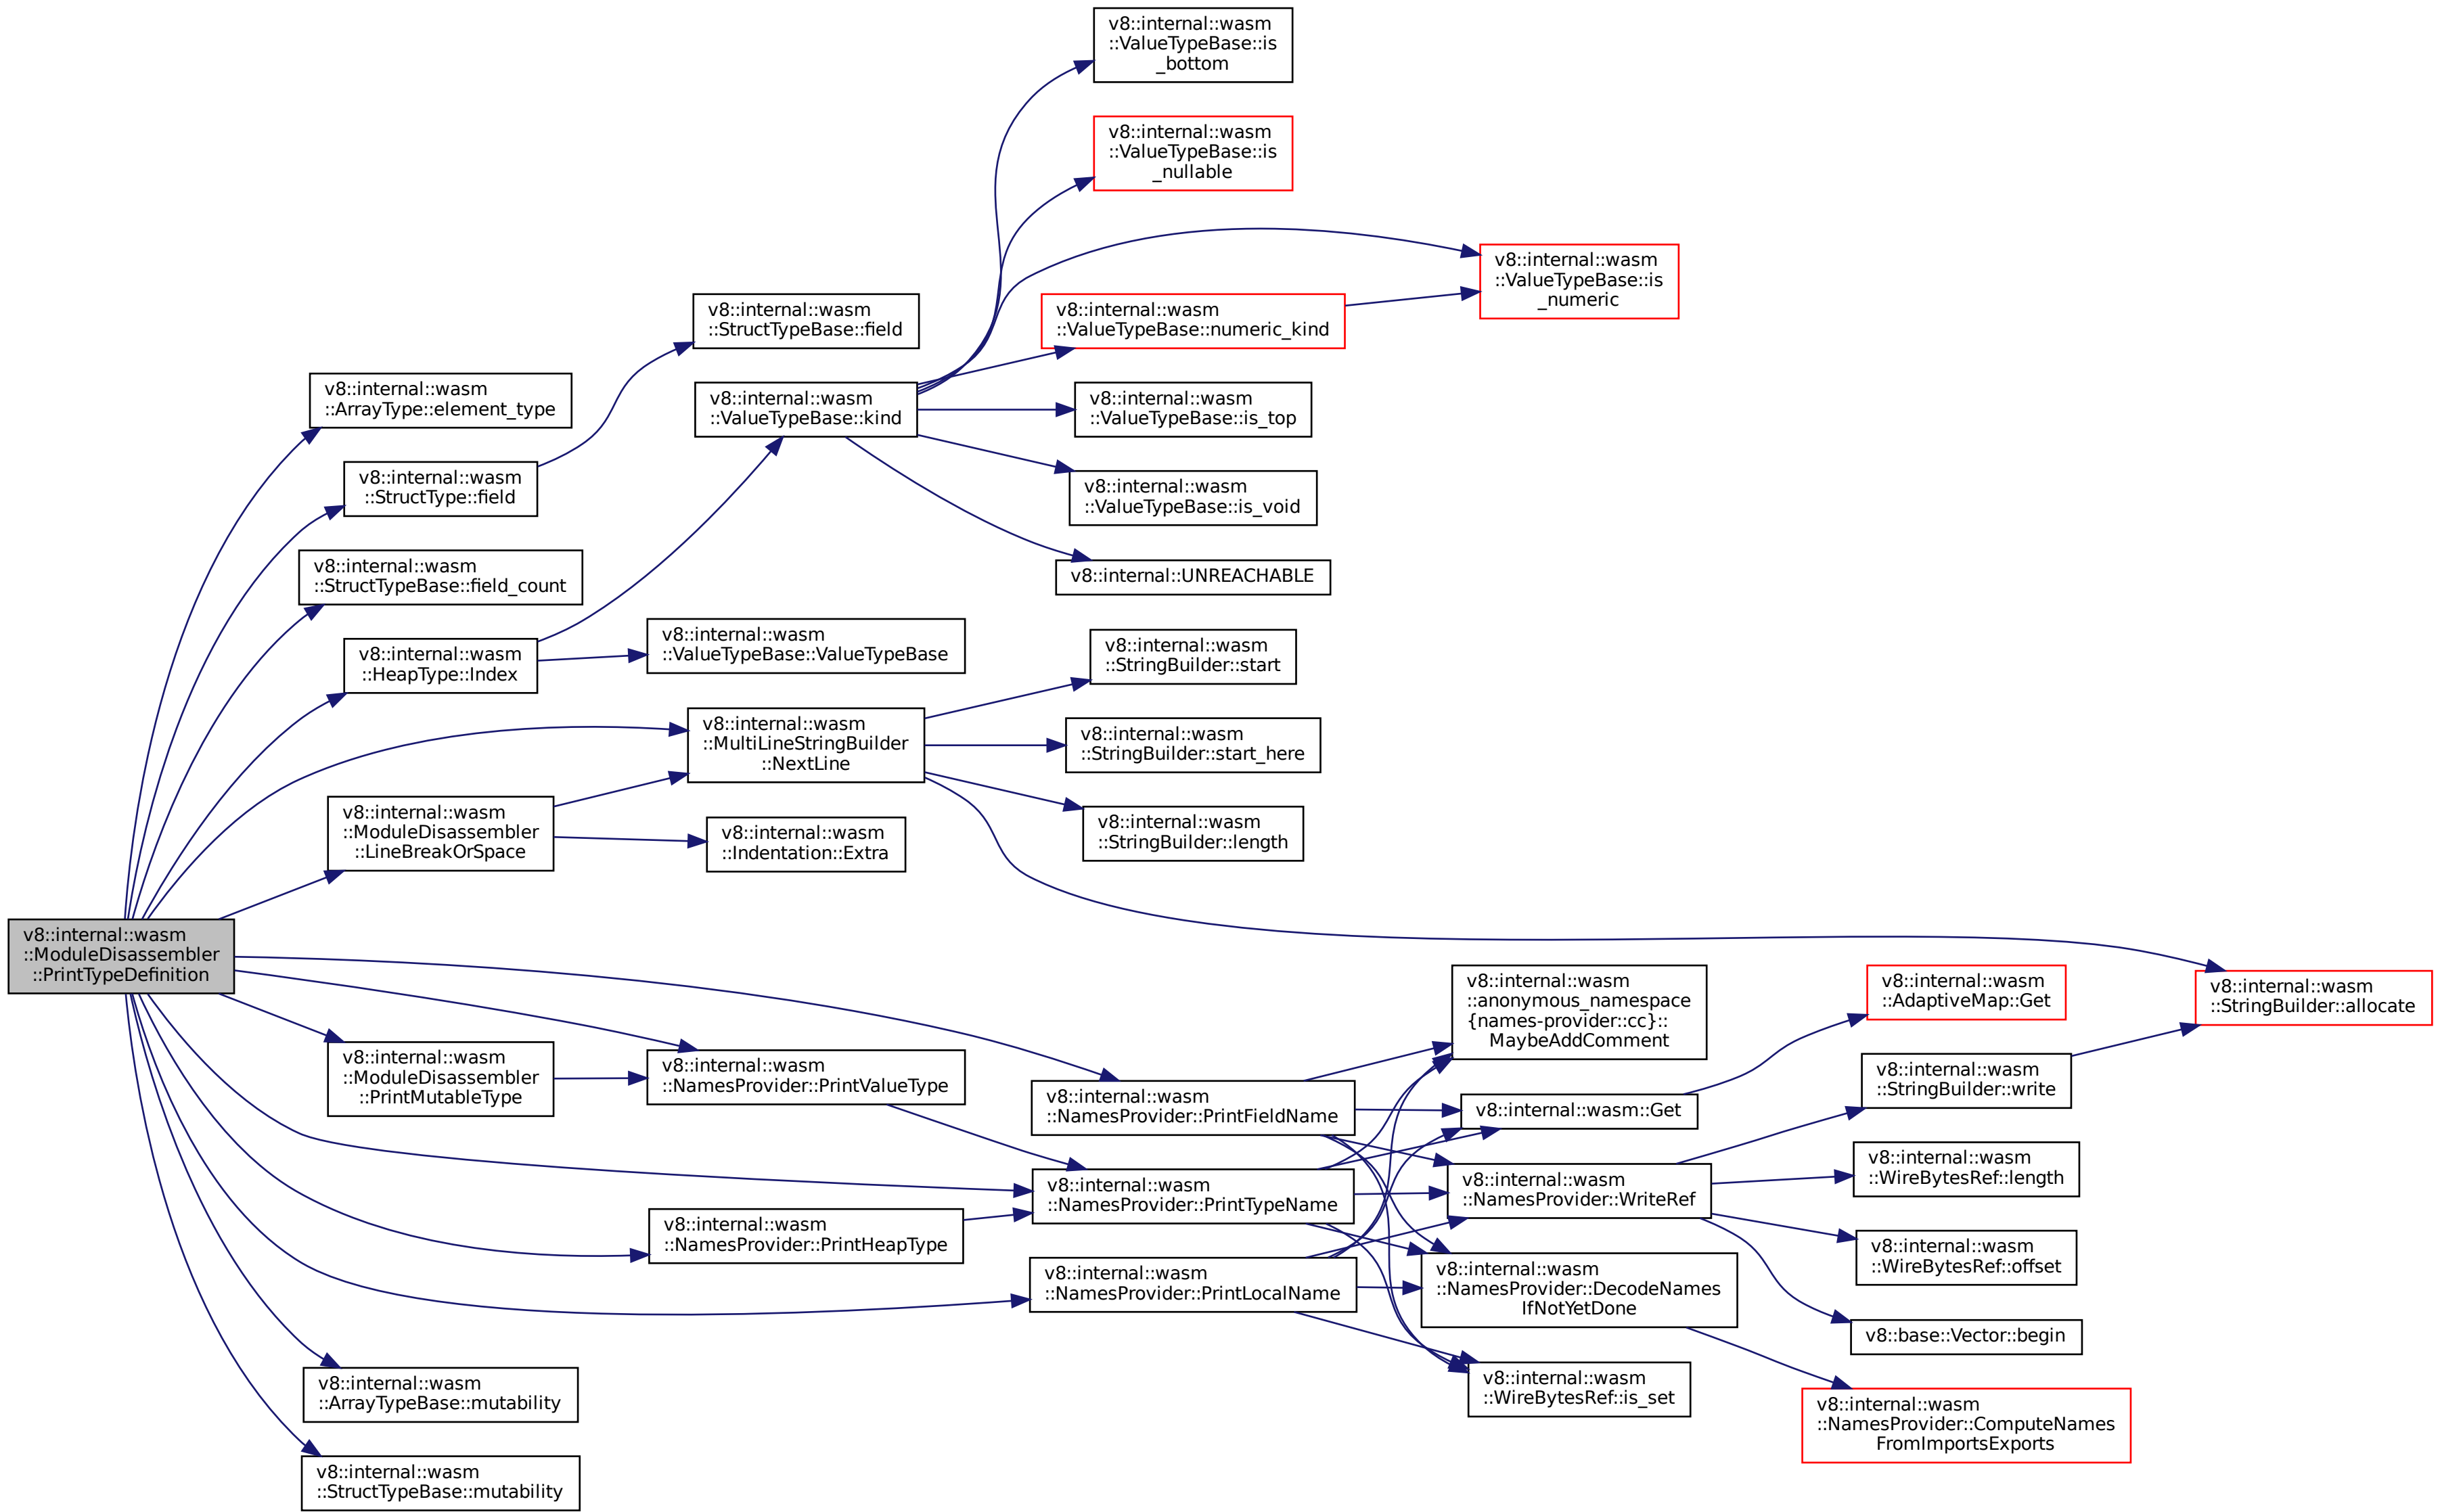 v8::internal::wasm
::ValueTypeBase::is
_bottom
v8::internal::wasm
::ValueTypeBase::is
_nullable
v8::internal::wasm
::ValueTypeBase::is
_numeric
v8::internal::wasm
::StructTypeBase::field
v8::internal::wasm
::ValueTypeBase::numeric_kind
v8::internal::wasm
::ArrayType::element_type
v8::internal::wasm
::ValueTypeBase::kind
v8::internal::wasm
::ValueTypeBase::is_top
v8::internal::wasm
::StructType::field
v8::internal::wasm
::ValueTypeBase::is_void
v8::internal::wasm
::StructTypeBase::field_count
v8::internal::UNREACHABLE
v8::internal::wasm
::HeapType::Index
v8::internal::wasm
::ValueTypeBase::ValueTypeBase
v8::internal::wasm
::StringBuilder::start
v8::internal::wasm
::MultiLineStringBuilder
::NextLine
v8::internal::wasm
::StringBuilder::start_here
v8::internal::wasm
::ModuleDisassembler
::LineBreakOrSpace
v8::internal::wasm
::Indentation::Extra
v8::internal::wasm
::StringBuilder::length
v8::internal::wasm
::ModuleDisassembler
::PrintTypeDefinition
v8::internal::wasm
::anonymous_namespace
{names-provider::cc}::
MaybeAddComment
v8::internal::wasm
::AdaptiveMap::Get
v8::internal::wasm
::StringBuilder::allocate
v8::internal::wasm
::ModuleDisassembler
::PrintMutableType
v8::internal::wasm
::NamesProvider::PrintValueType
v8::internal::wasm
::NamesProvider::PrintFieldName
v8::internal::wasm::Get
v8::internal::wasm
::StringBuilder::write
v8::internal::wasm
::NamesProvider::PrintTypeName
v8::internal::wasm
::NamesProvider::WriteRef
v8::internal::wasm
::WireBytesRef::length
v8::internal::wasm
::NamesProvider::PrintHeapType
v8::internal::wasm
::WireBytesRef::offset
v8::internal::wasm
::NamesProvider::PrintLocalName
v8::internal::wasm
::NamesProvider::DecodeNames
IfNotYetDone
v8::base::Vector::begin
v8::internal::wasm
::ArrayTypeBase::mutability
v8::internal::wasm
::WireBytesRef::is_set
v8::internal::wasm
::NamesProvider::ComputeNames
FromImportsExports
v8::internal::wasm
::StructTypeBase::mutability